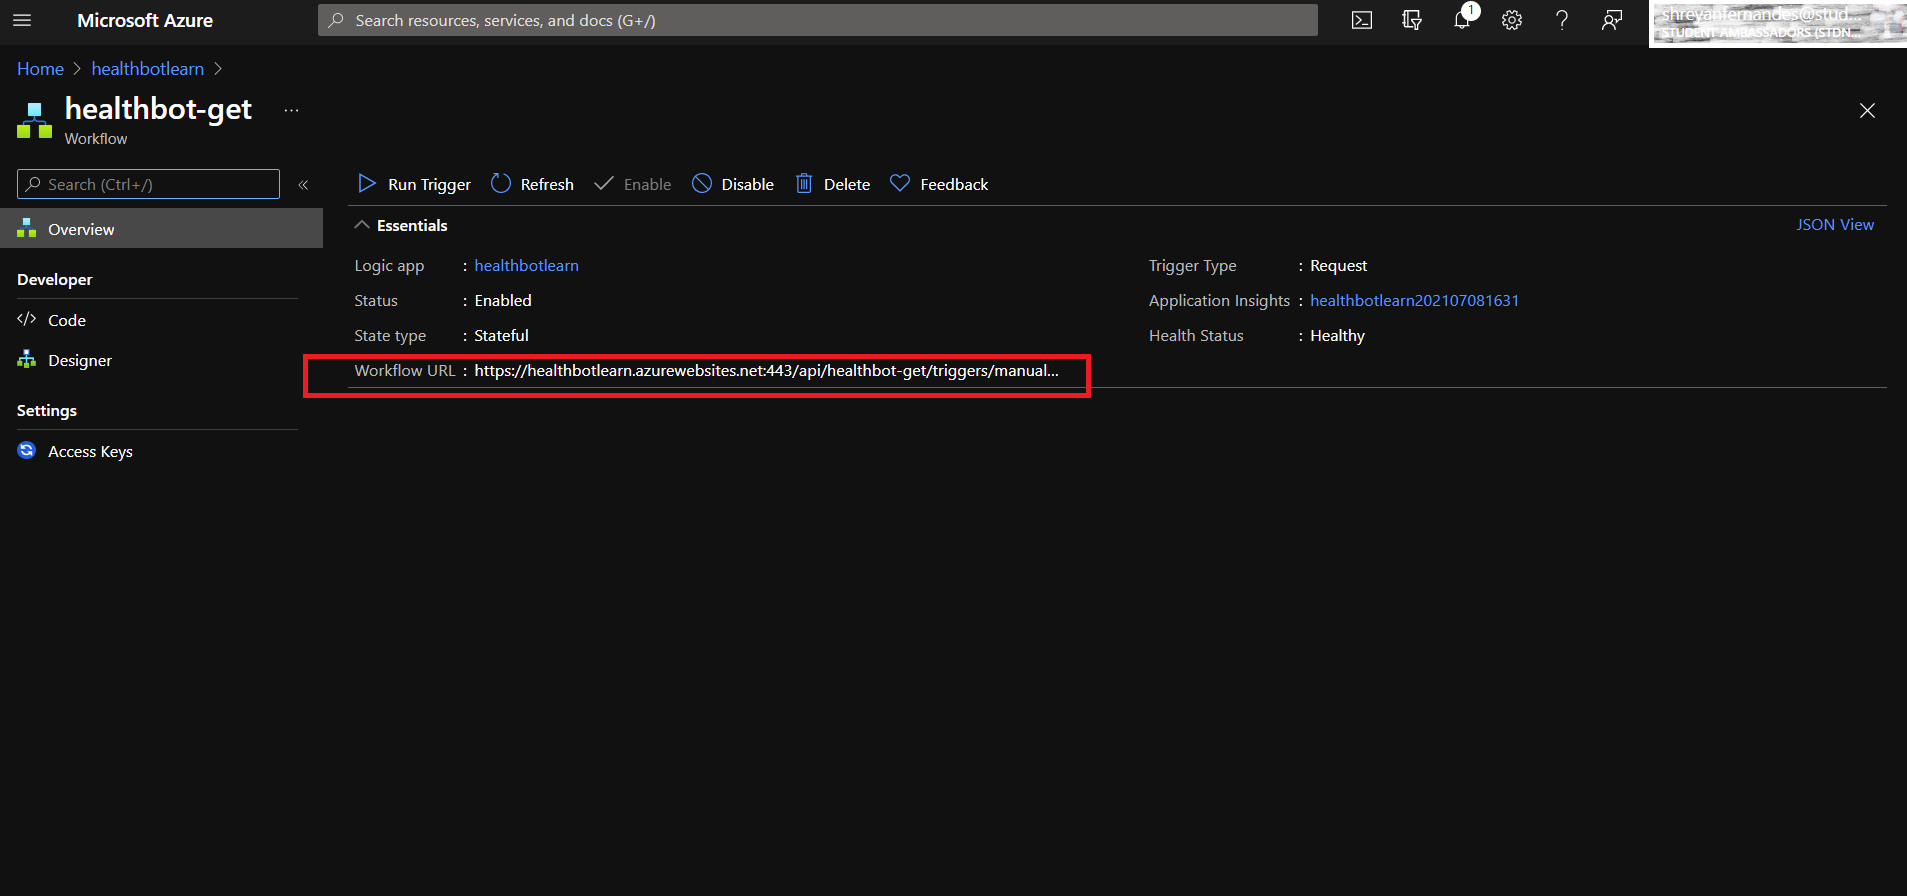 Microsoft Azure
Search resources, services, and docs (G+/)
1
shreyanfernandes@stud...
STUDENT AMBASSADORS (STDN...
Home > healthbotlearn >
healthbot-get ...
Workflow
Search (Ctrl+/) «
Run Trigger Refresh Enable Disable Delete Feedback
Overview
Essentials JSON View
Logic app : healthbotlearn Trigger Type : Request
Status : Enabled Application Insights : healthbotlearn202107081631
State type : Stateful Health Status : Healthy
Workflow URL : https://healthbotlearn.azurewebsites.net:443/api/healthbot-get/triggers/manual...
Developer
Code
Designer
Settings
Access Keys